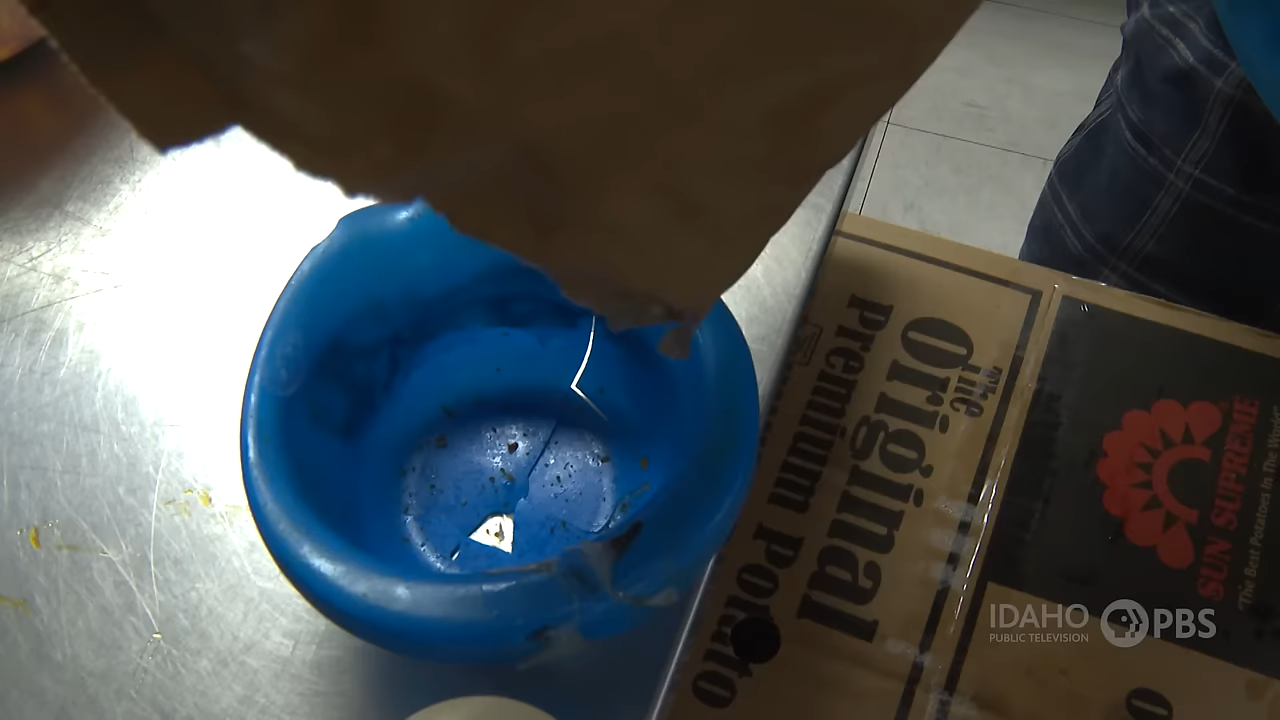 The
Original
Premium Potato
SUN SUPREME
"The Best Potatoes In The World"
IDAHO
PUBLIC TELEVISION
PBS